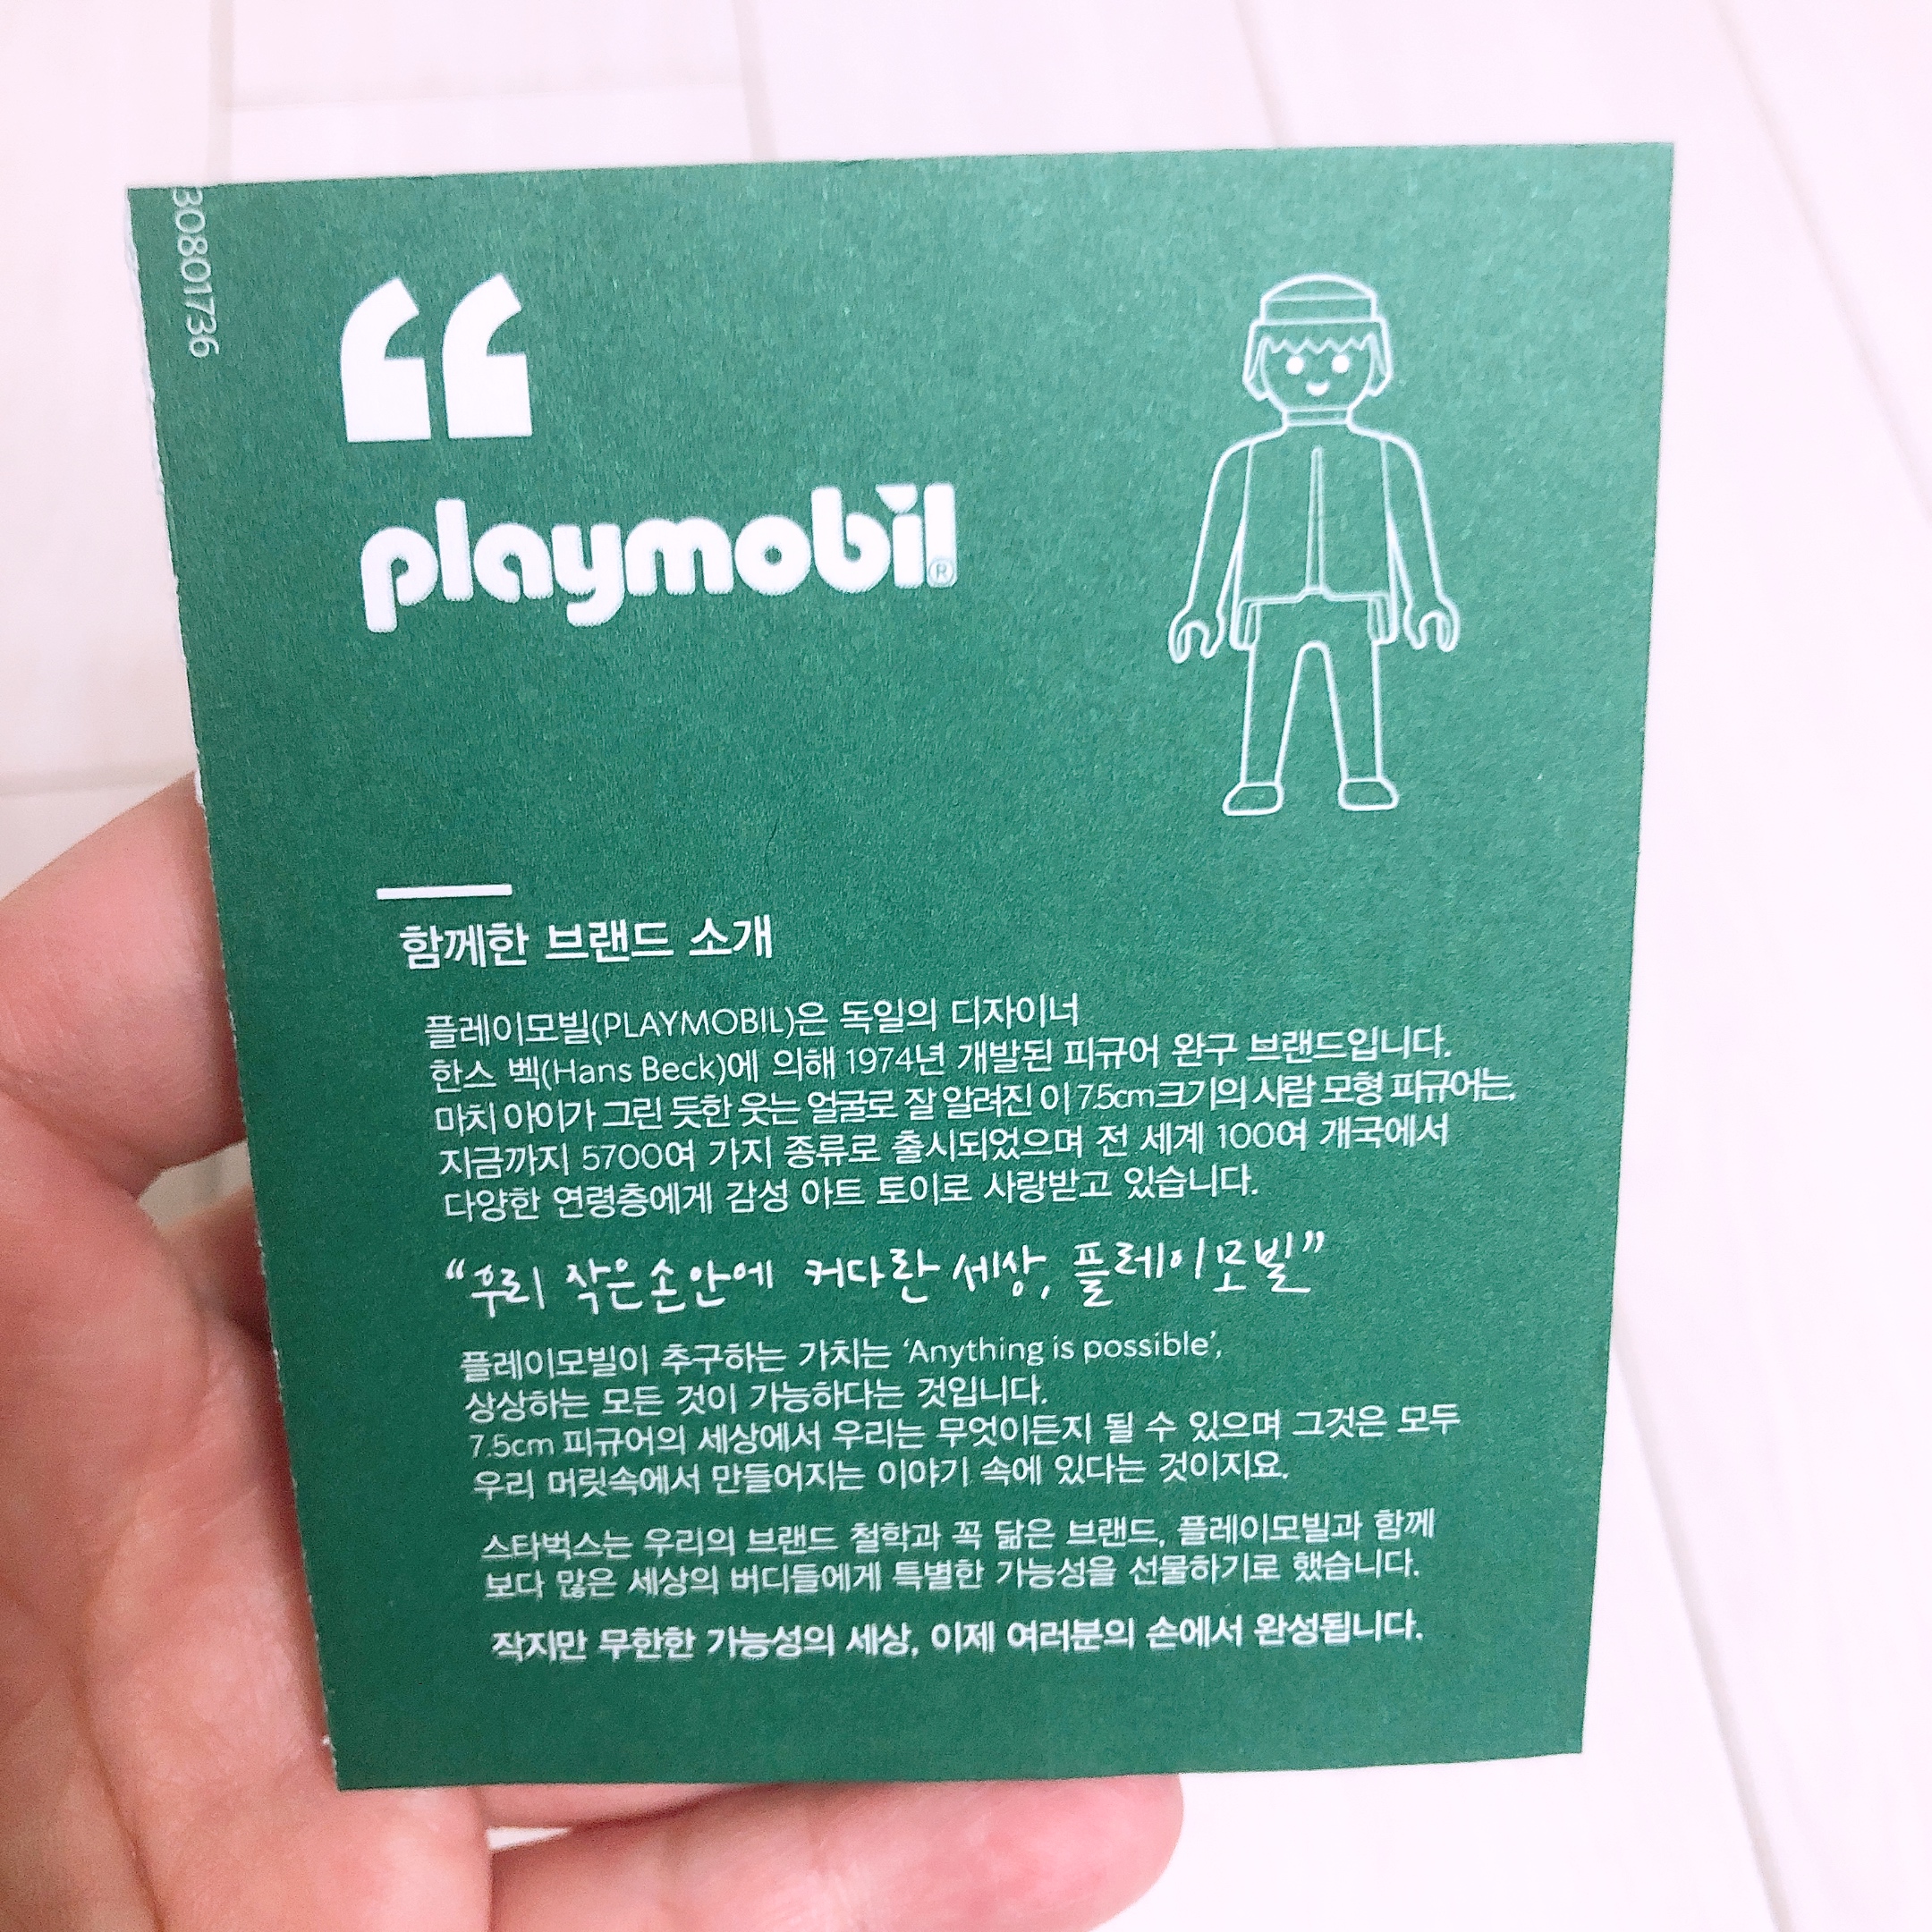 30801736
“
playmobil®
함께한 브랜드 소개
플레이모빌(PLAYMOBIL)은 독일의 디자이너
한스 벡(Hans Beck)에 의해 1974년 개발된 피규어 완구 브랜드입니다.
마치 아이가 그린 듯한 웃는 얼굴로 잘 알려진 이 7.5cm 크기의 사람 모형 피규어는,
지금까지 5700여 가지 종류로 출시되었으며 전 세계 100여 개국에서
다양한 연령층에게 감성 아트 토이로 사랑받고 있습니다.
“우리 작은 손안에 커다란 세상, 플레이모빌”
플레이모빌이 추구하는 가치는 ‘Anything is possible’,
상상하는 모든 것이 가능하다는 것입니다.
7.5cm 피규어의 세상에서 우리는 무엇이든지 될 수 있으며 그것은 모두
우리 머릿속에서 만들어지는 이야기 속에 있다는 것이지요.
스타벅스는 우리의 브랜드 철학과 꼭 닮은 브랜드, 플레이모빌과 함께
보다 많은 세상의 버디들에게 특별한 가능성을 선물하기로 했습니다.
작지만 무한한 가능성의 세상, 이제 여러분의 손에서 완성됩니다.